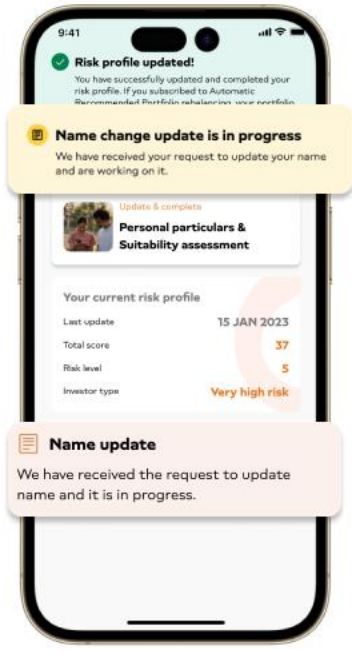 9:41
Risk profile updated!
You have successfully updated and completed your
risk profile. If you subscribed to Automatic
Recommended Portfolio rebalancing, your portfolio
Name change update is in progress
We have received your request to update your name
and are working on it.
Update & complete
Personal particulars &
Suitability assessment
Your current risk profile
Last update 15 JAN 2023
Total score 37
Risk level 5
Investor type Very high risk
Name update
We have received the request to update
name and it is in progress.